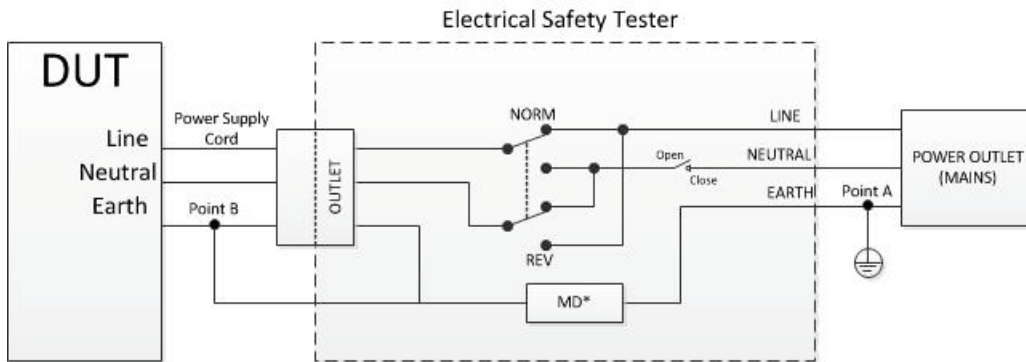 Electrical Safety Tester
DUT
Line
Neutral
Earth
Power Supply
Cord
Point B
OUTLET
NORM
REV
MD*
Open
Close
LINE
NEUTRAL
EARTH
Point A
POWER OUTLET
(MAINS)